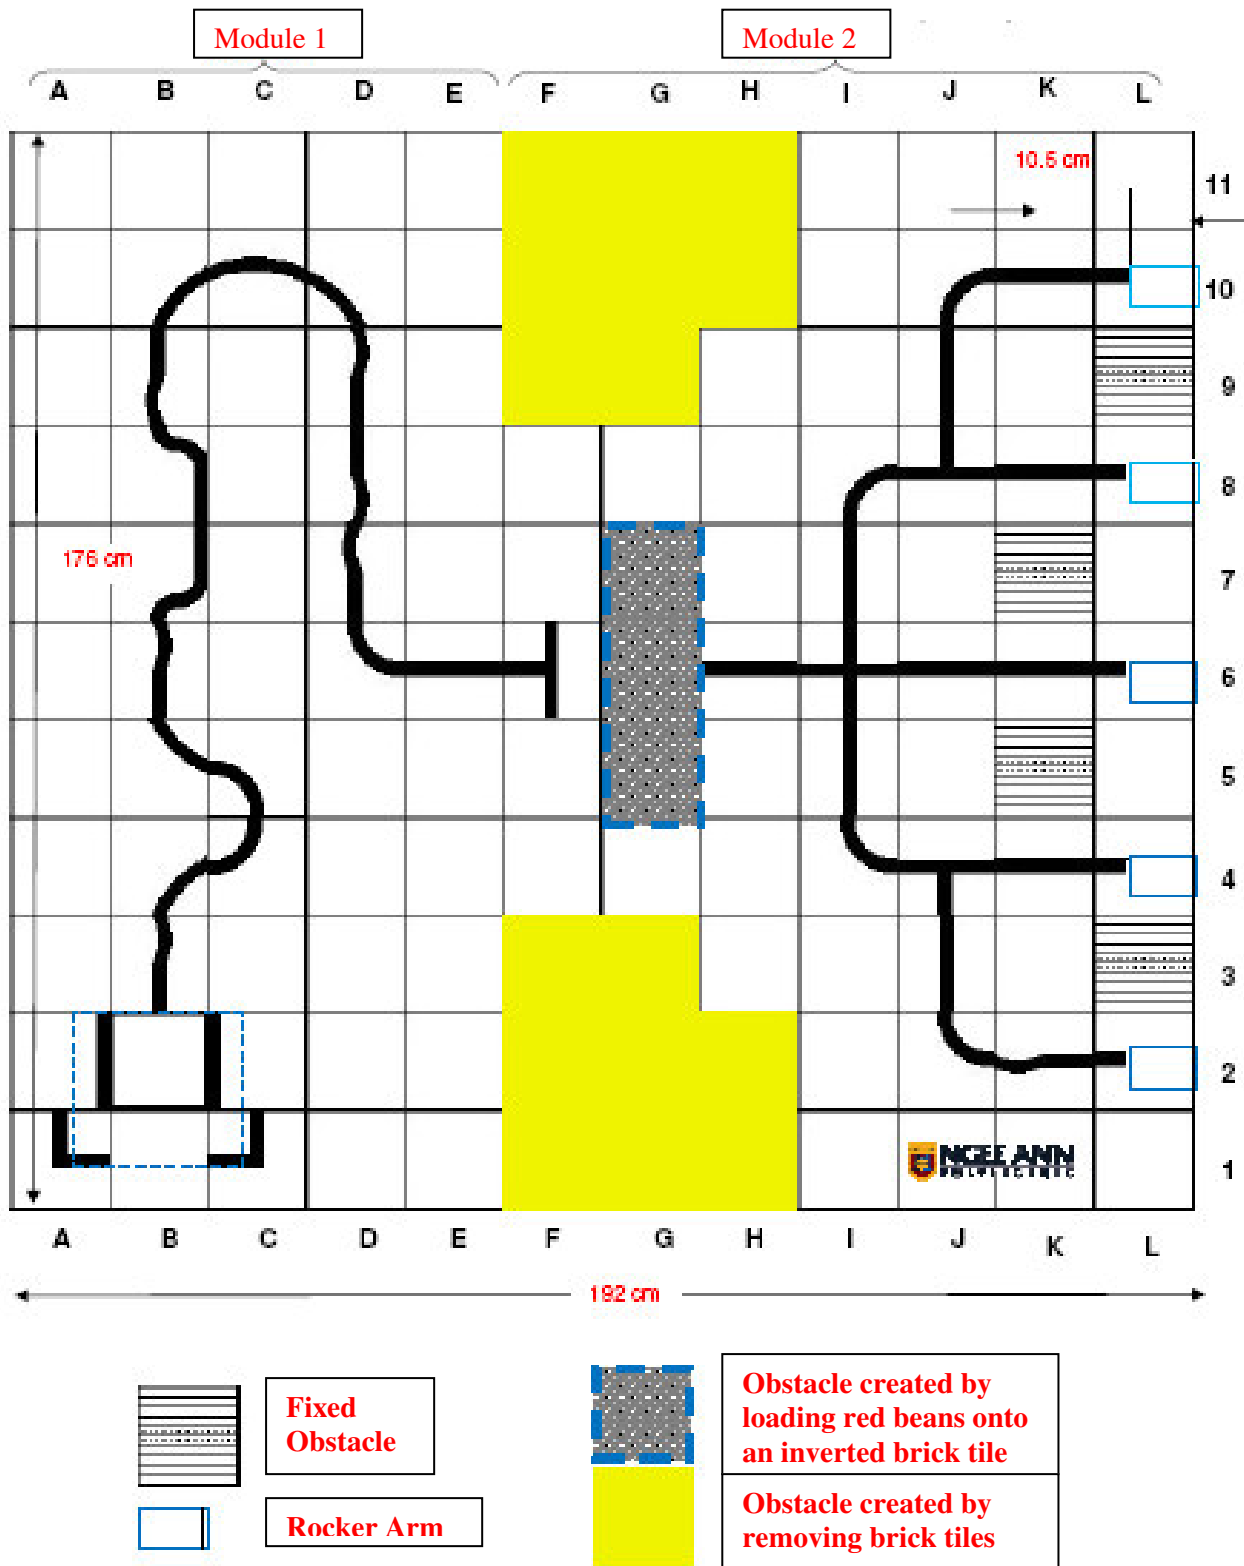 Module 1
Module 2
A B C D E F G H I J K L
10.5 cm
11
10
9
8
176 cm
7
6
5
4
3
2
NGEE ANN
POLYTECHNIC
1
A B C D E F G H I J K L
192 cm
Fixed
Obstacle
Rocker Arm
Obstacle created by
loading red beans onto
an inverted brick tile
Obstacle created by
removing brick tiles